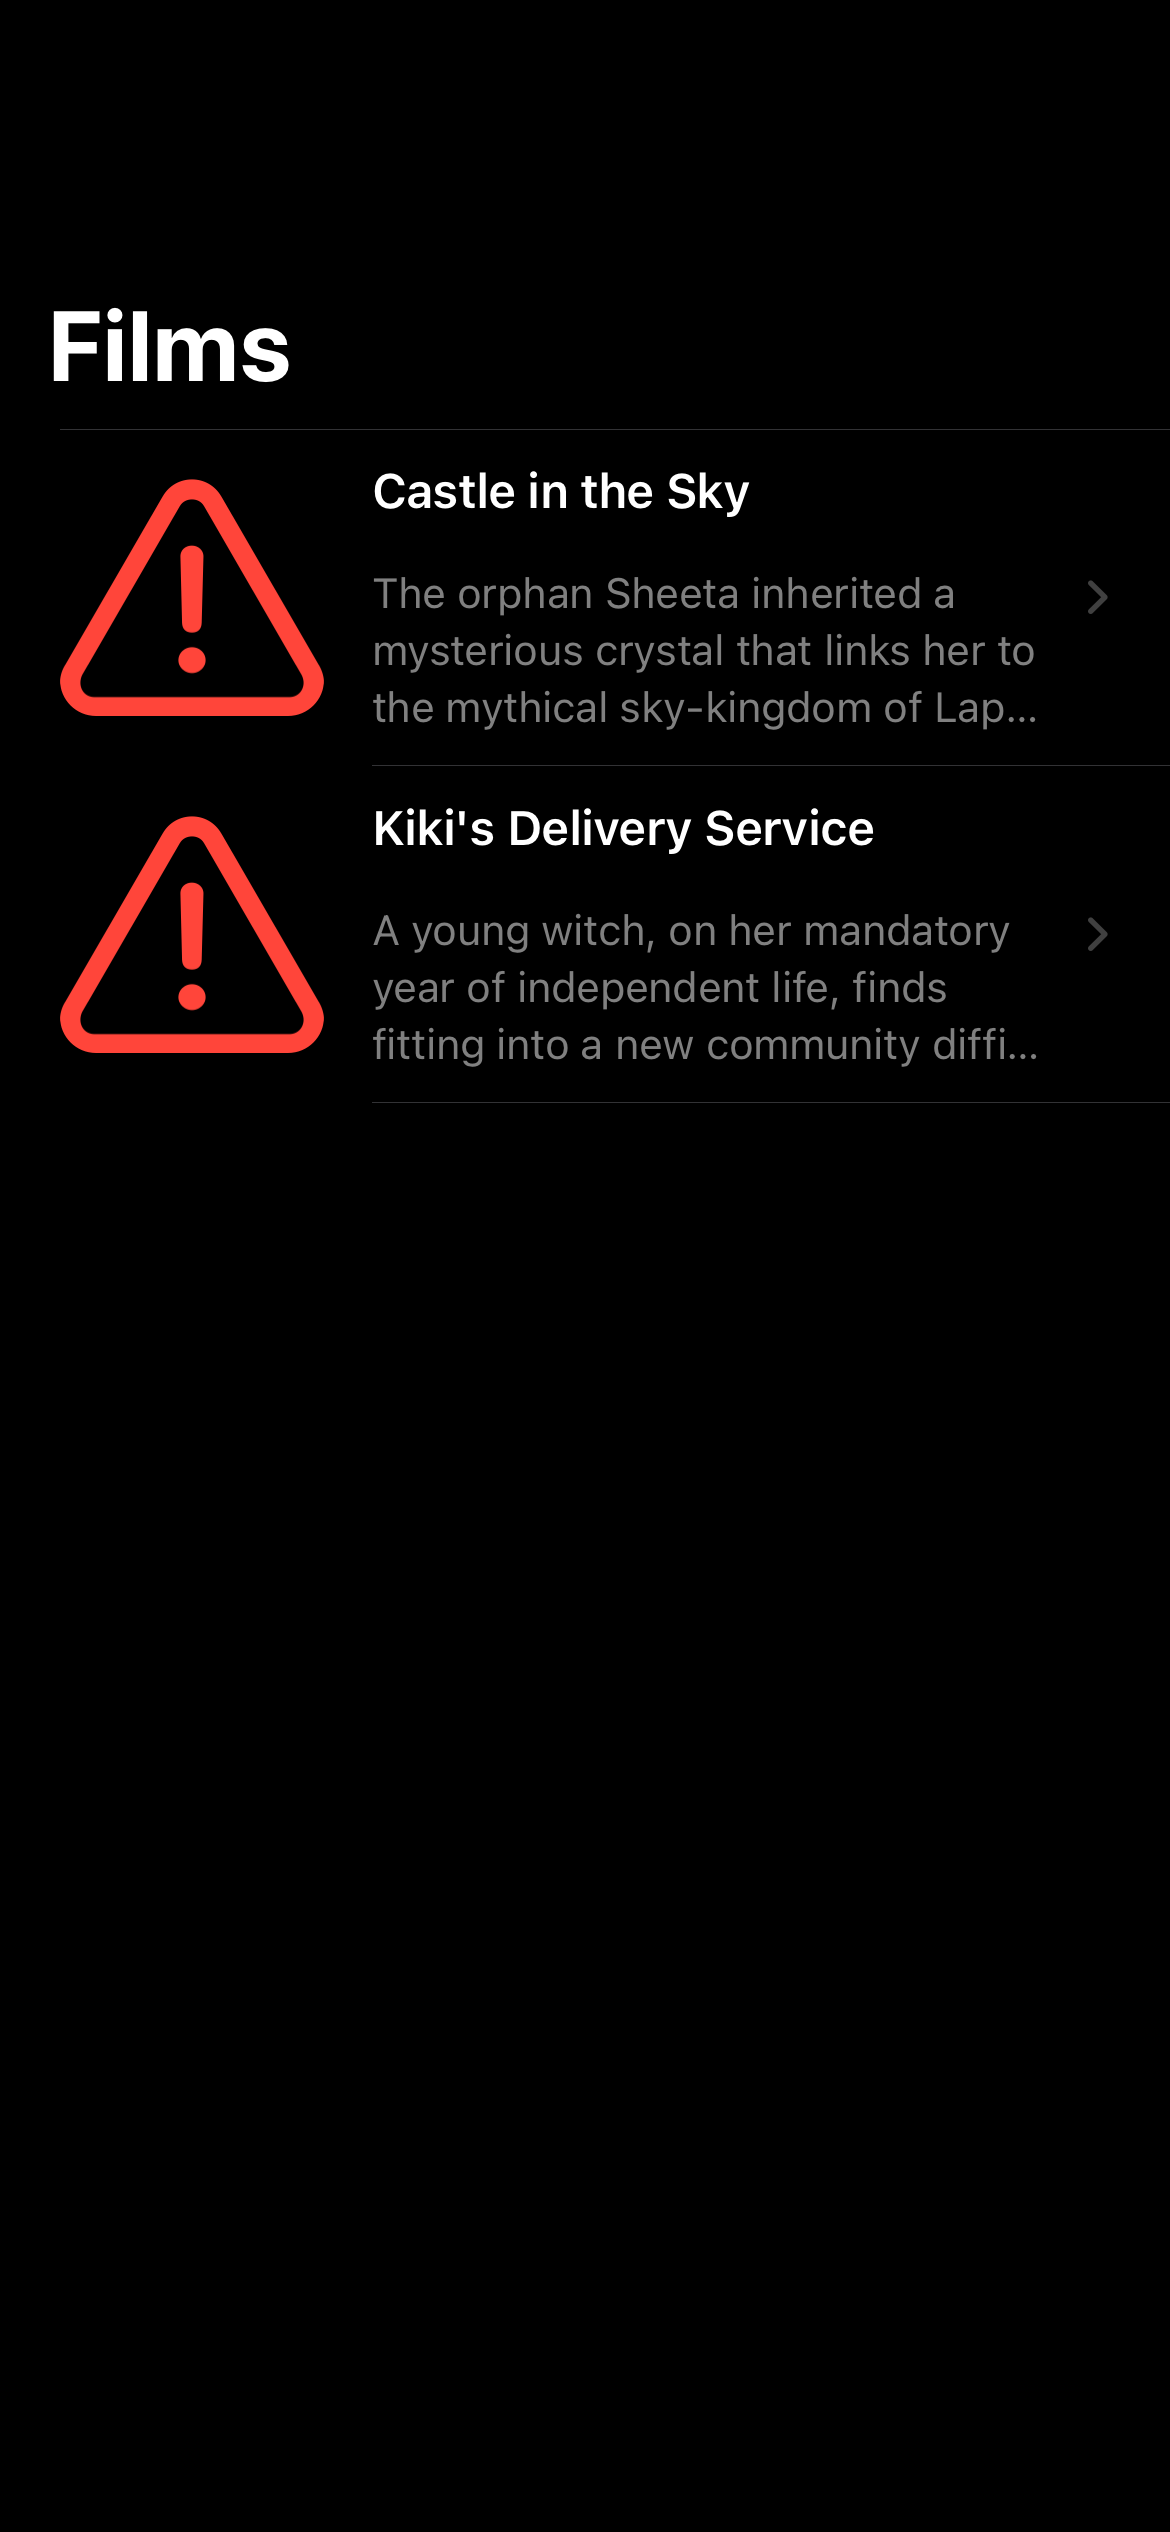 Films
Castle in the Sky
The orphan Sheeta inherited a
mysterious crystal that links her to
the mythical sky-kingdom of Lap...
Kiki's Delivery Service
A young witch, on her mandatory
year of independent life, finds
fitting into a new community diffi...